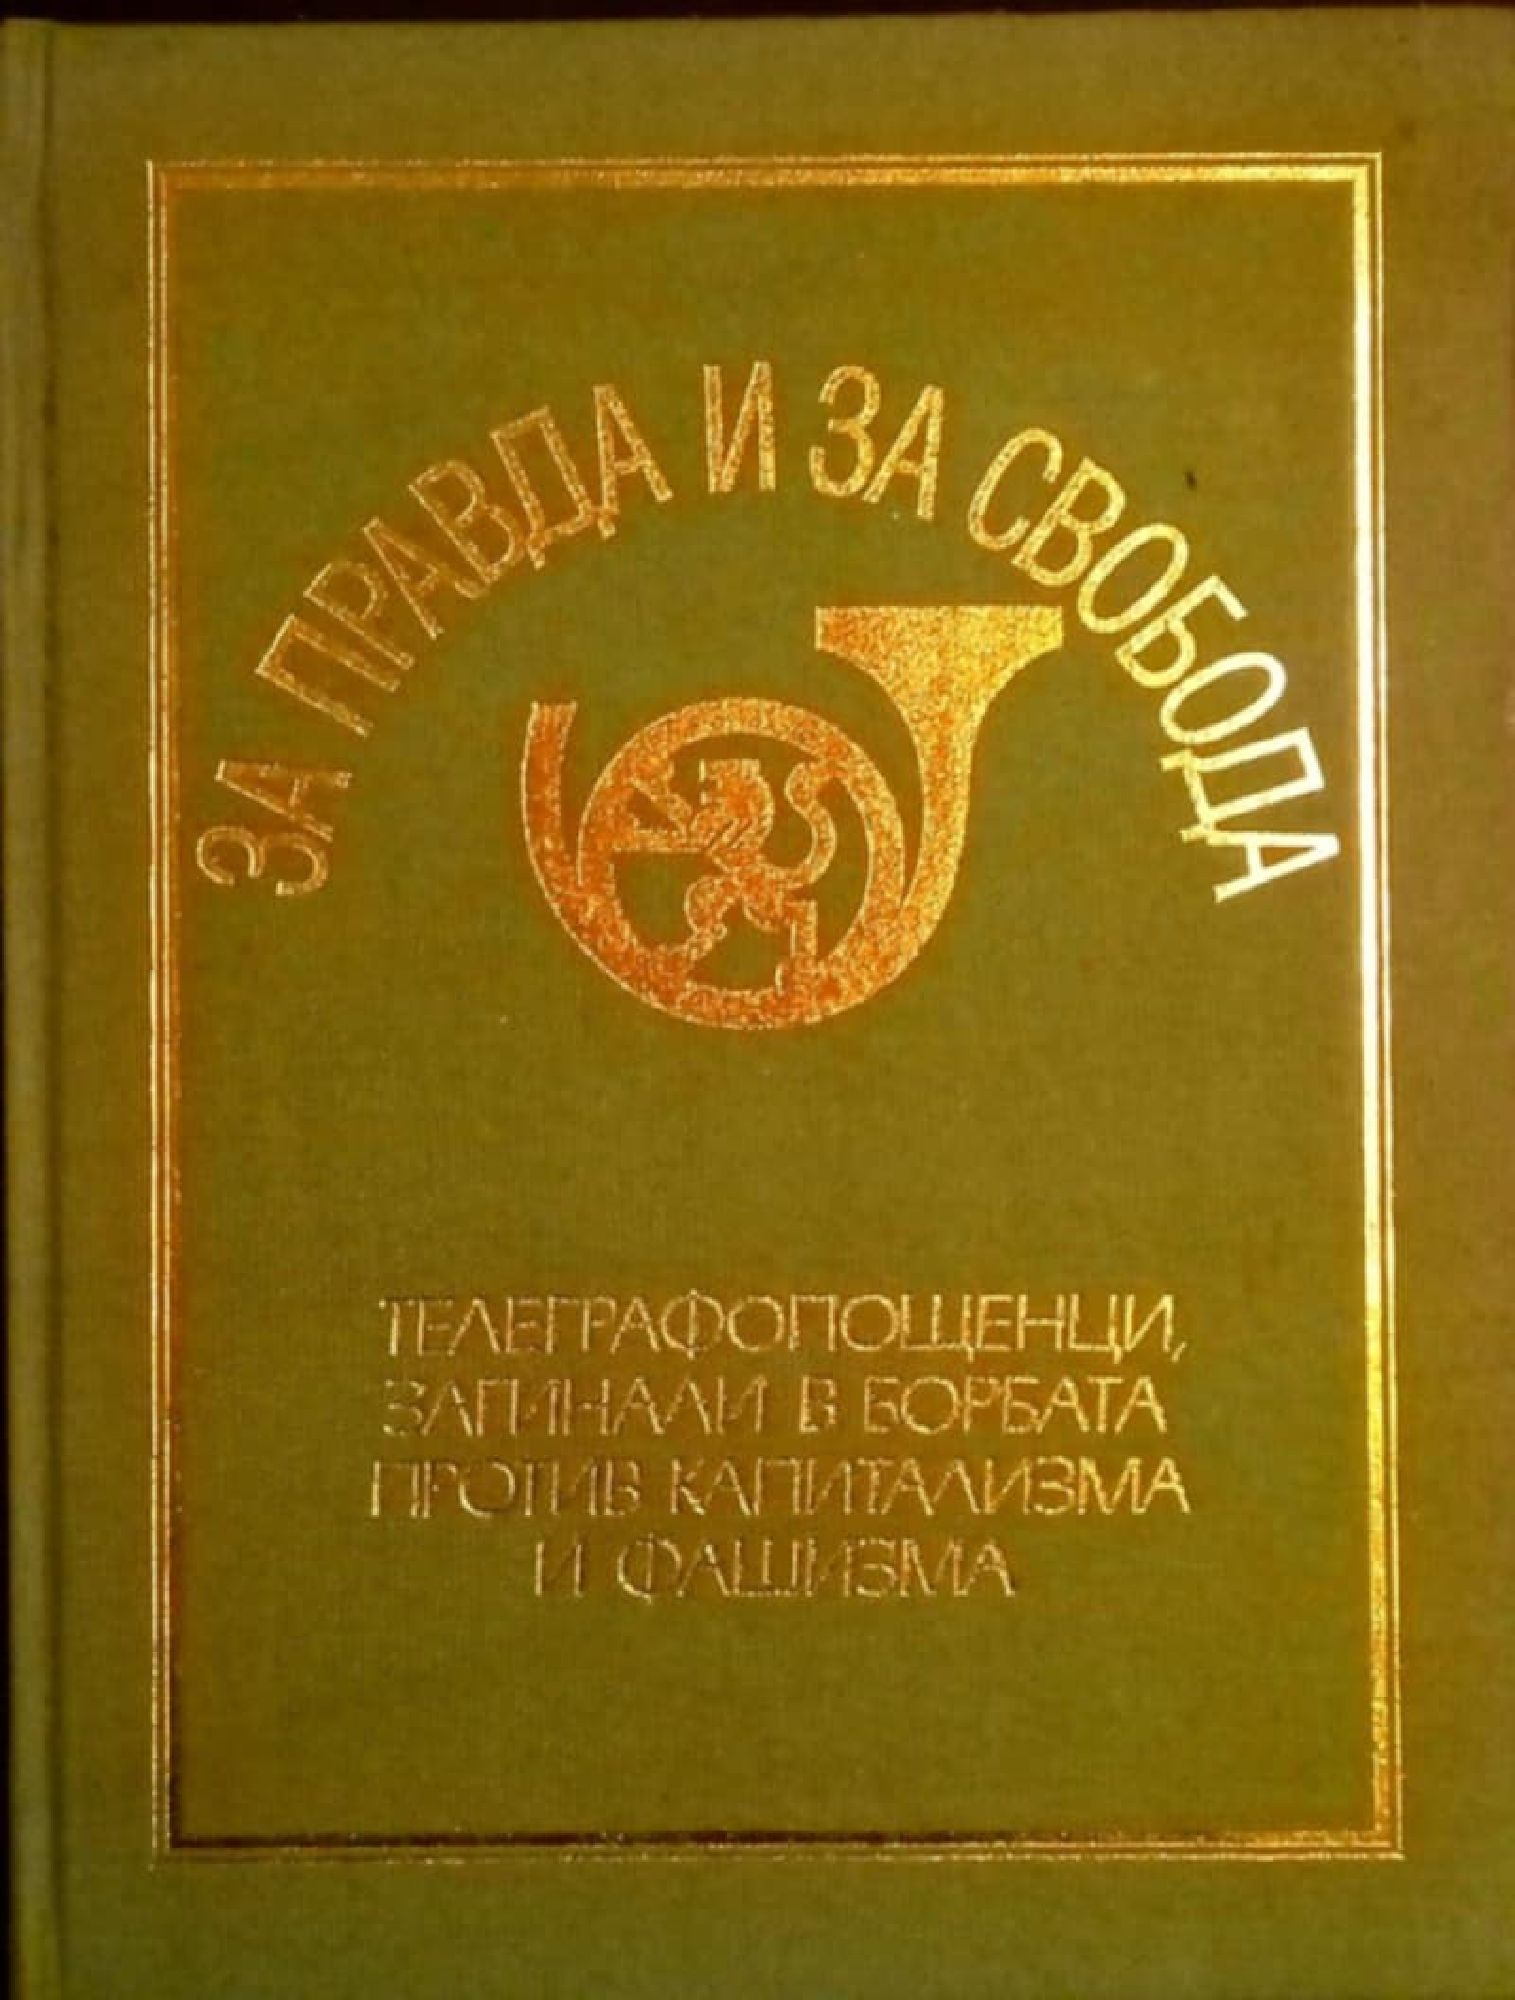 ЗА ПРАВДА И ЗА СВОБОДА
ТЕЛЕГРАФОПОЩЕНЦИ,
ЗАГИНАЛИ В БОРБАТА
ПРОТИВ КАПИТАЛИЗМА
И ФАШИЗМА